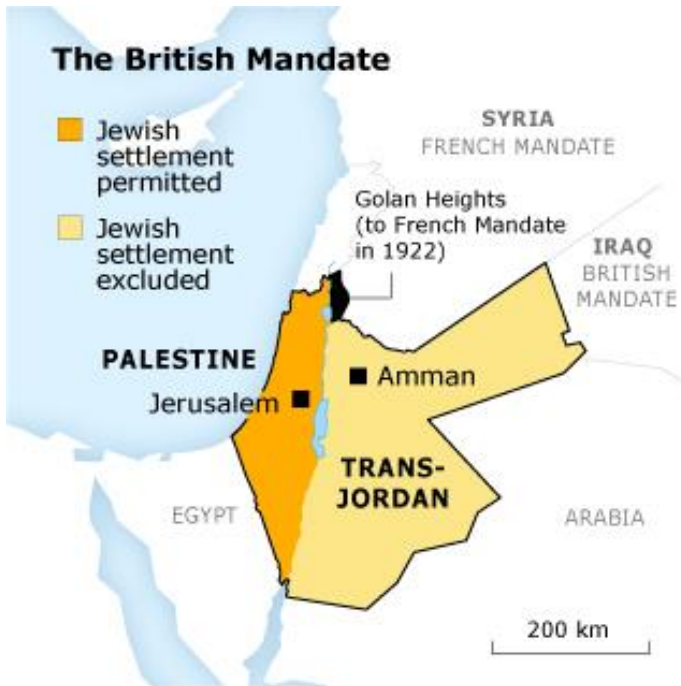 The British Mandate
Jewish
settlement
permitted
Jewish
settlement
excluded
SYRIA
FRENCH MANDATE
Golan Heights
(to French Mandate
in 1922)
IRAQ
BRITISH
MANDATE
PALESTINE
Jerusalem
Amman
TRANS-
JORDAN
EGYPT
ARABIA
200 km